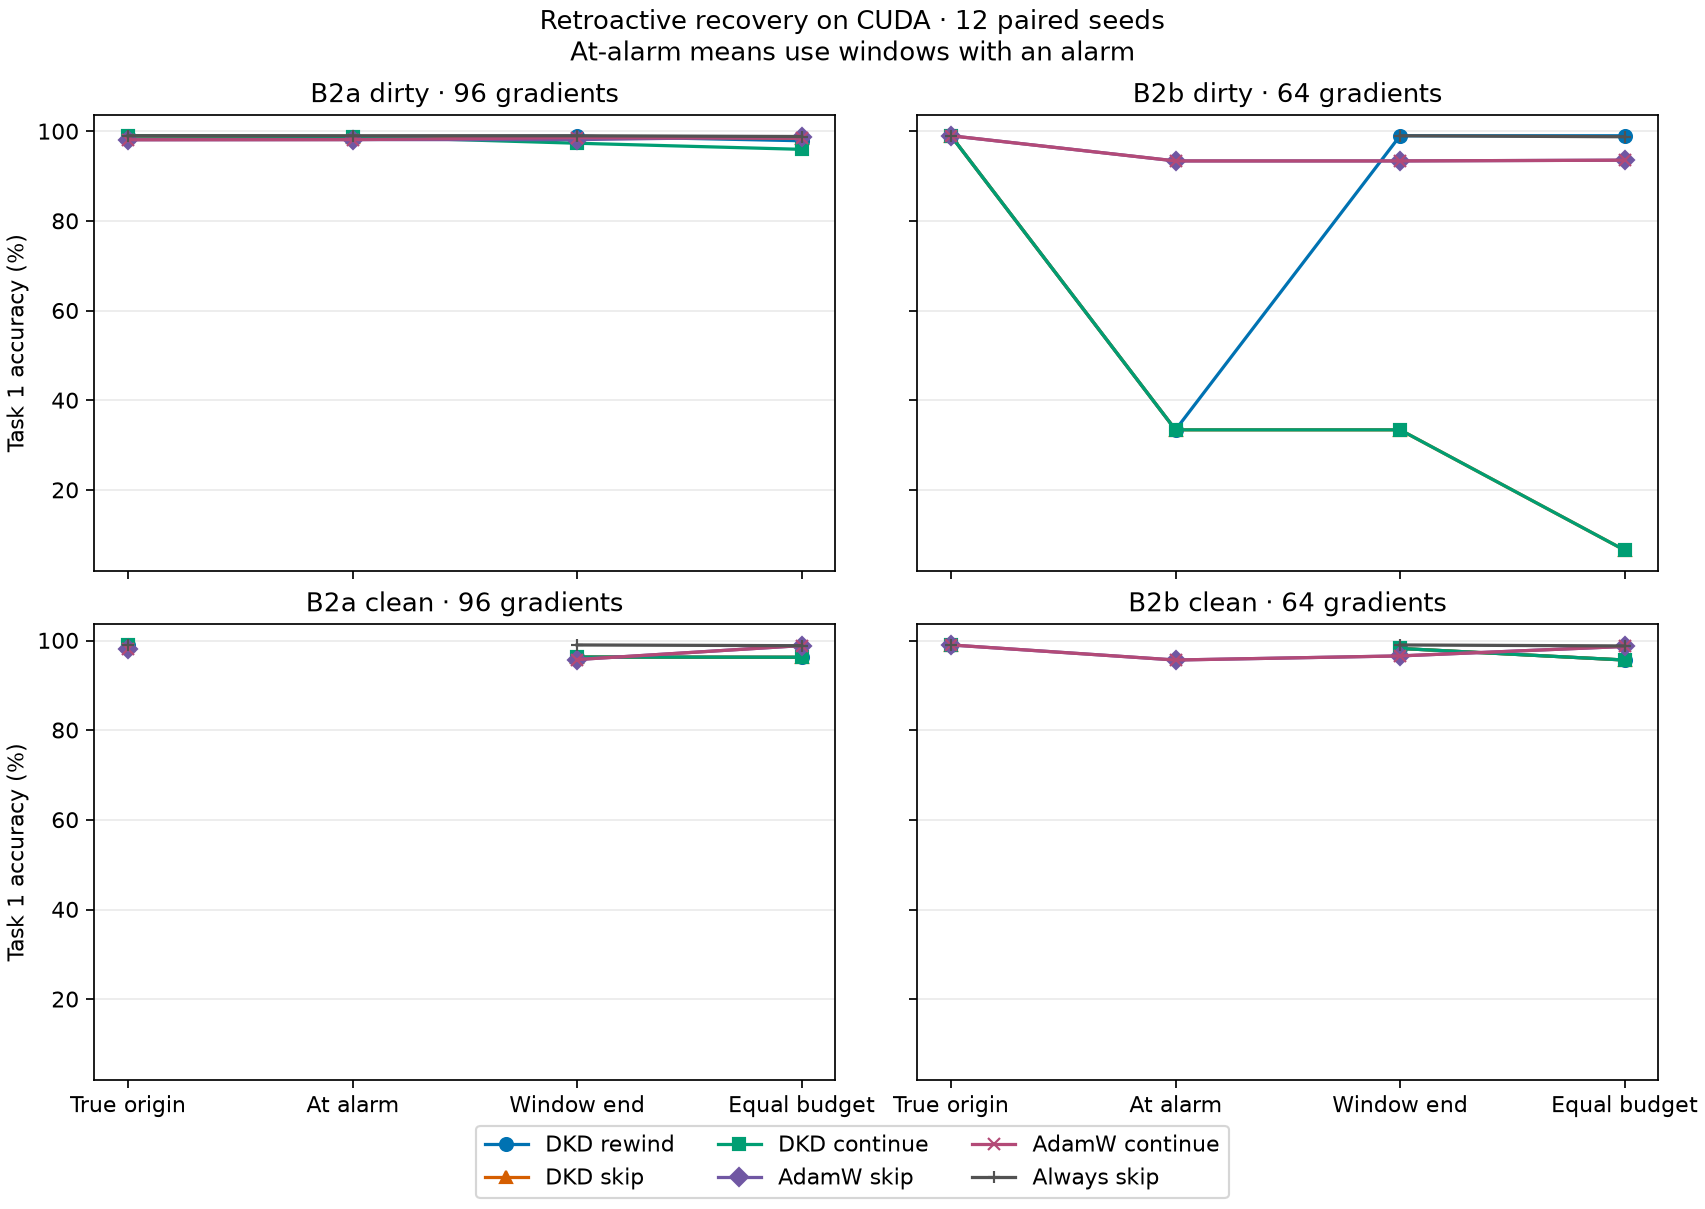 Retroactive recovery on CUDA · 12 paired seeds
At-alarm means use windows with an alarm
B2a dirty · 96 gradients
B2b dirty · 64 gradients
Task 1 accuracy (%)
100
80
60
40
20
B2a clean · 96 gradients
B2b clean · 64 gradients
Task 1 accuracy (%)
100
80
60
40
20
True origin
At alarm
Window end
Equal budget
True origin
At alarm
Window end
Equal budget
DKD rewind
DKD skip
DKD continue
AdamW skip
AdamW continue
Always skip